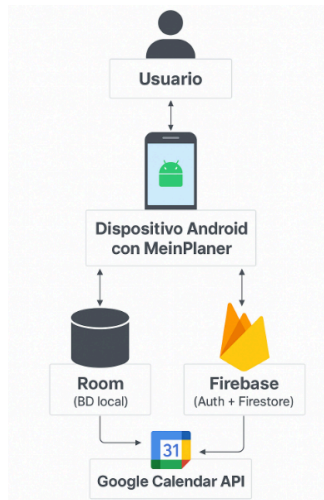 Usuario
Dispositivo Android
con MeinPlaner
Room
(BD local)
Firebase
(Auth + Firestore)
31
Google Calendar API